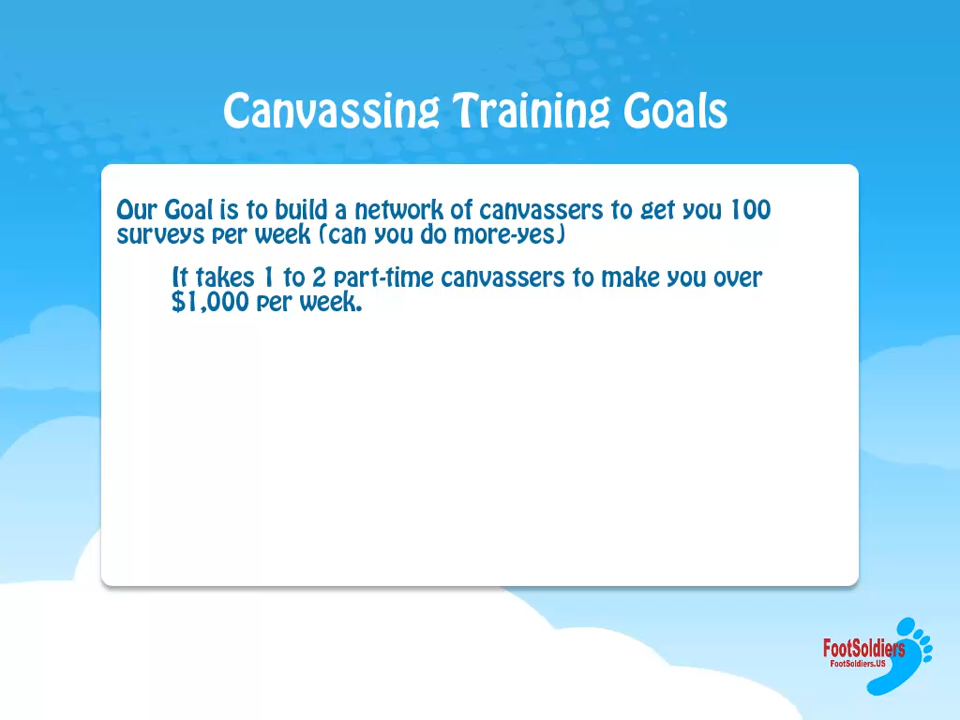 Canvassing Training Goals
Our Goal is to build a network of canvassers to get you 100
surveys per week (can you do more-yes)
It takes 1 to 2 part-time canvassers to make you over
$1,000 per week.
FootSoldiers
FootSoldiers.US